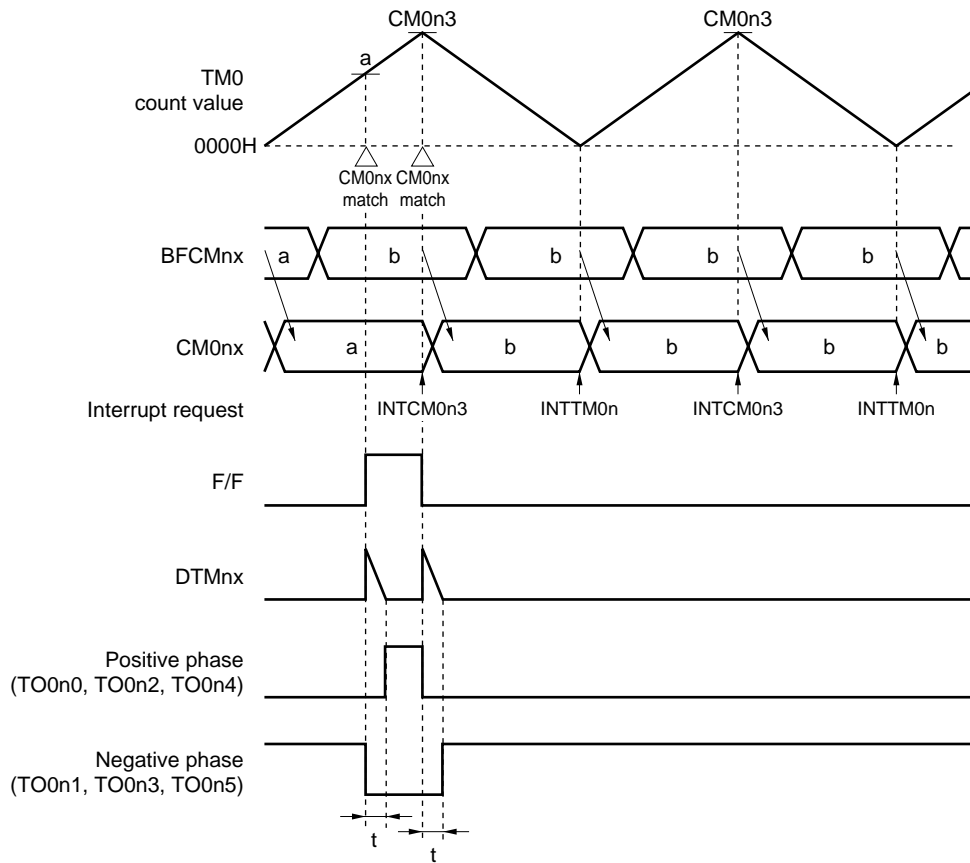 CM0n3
CM0n3
a
TM0
count value
0000H
CM0nx
match
CM0nx
match
BFCMnx
a
b
b
b
b
CM0nx
a
b
b
b
b
Interrupt request
INTCM0n3
INTTM0n
INTCM0n3
INTTM0n
F/F
DTMnx
Positive phase
(TO0n0, TO0n2, TO0n4)
Negative phase
(TO0n1, TO0n3, TO0n5)
t
t